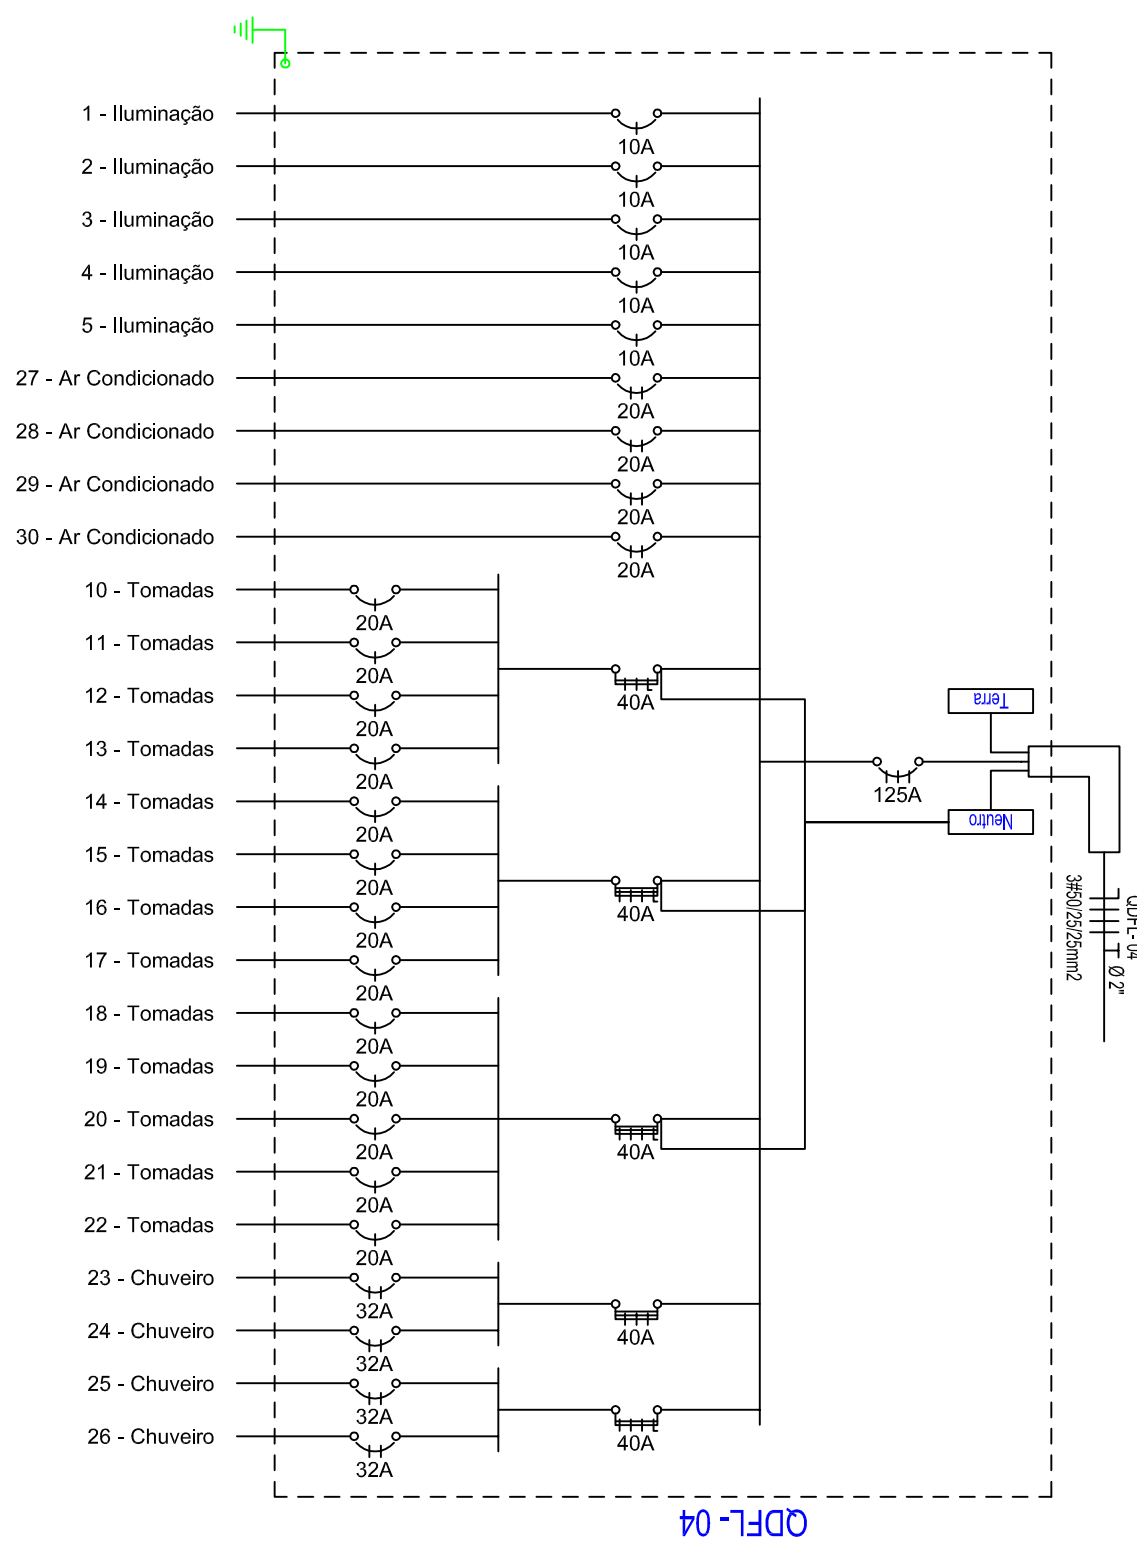 1 - Iluminação
10A
2 - Iluminação
10A
3 - Iluminação
10A
4 - Iluminação
10A
5 - Iluminação
10A
27 - Ar Condicionado
20A
28 - Ar Condicionado
20A
29 - Ar Condicionado
20A
30 - Ar Condicionado
20A
10 - Tomadas
20A
11 - Tomadas
20A
40A
12 - Tomadas
20A
13 - Tomadas
20A
14 - Tomadas
20A
15 - Tomadas
20A
40A
16 - Tomadas
20A
17 - Tomadas
20A
18 - Tomadas
20A
19 - Tomadas
20A
20 - Tomadas
20A
40A
21 - Tomadas
20A
22 - Tomadas
20A
23 - Chuveiro
32A
40A
24 - Chuveiro
32A
25 - Chuveiro
32A
40A
26 - Chuveiro
32A
Terra
125A
Neutro
QDFL- 04
Ø 2"
3#50/25/25mm2
QDFL - 04